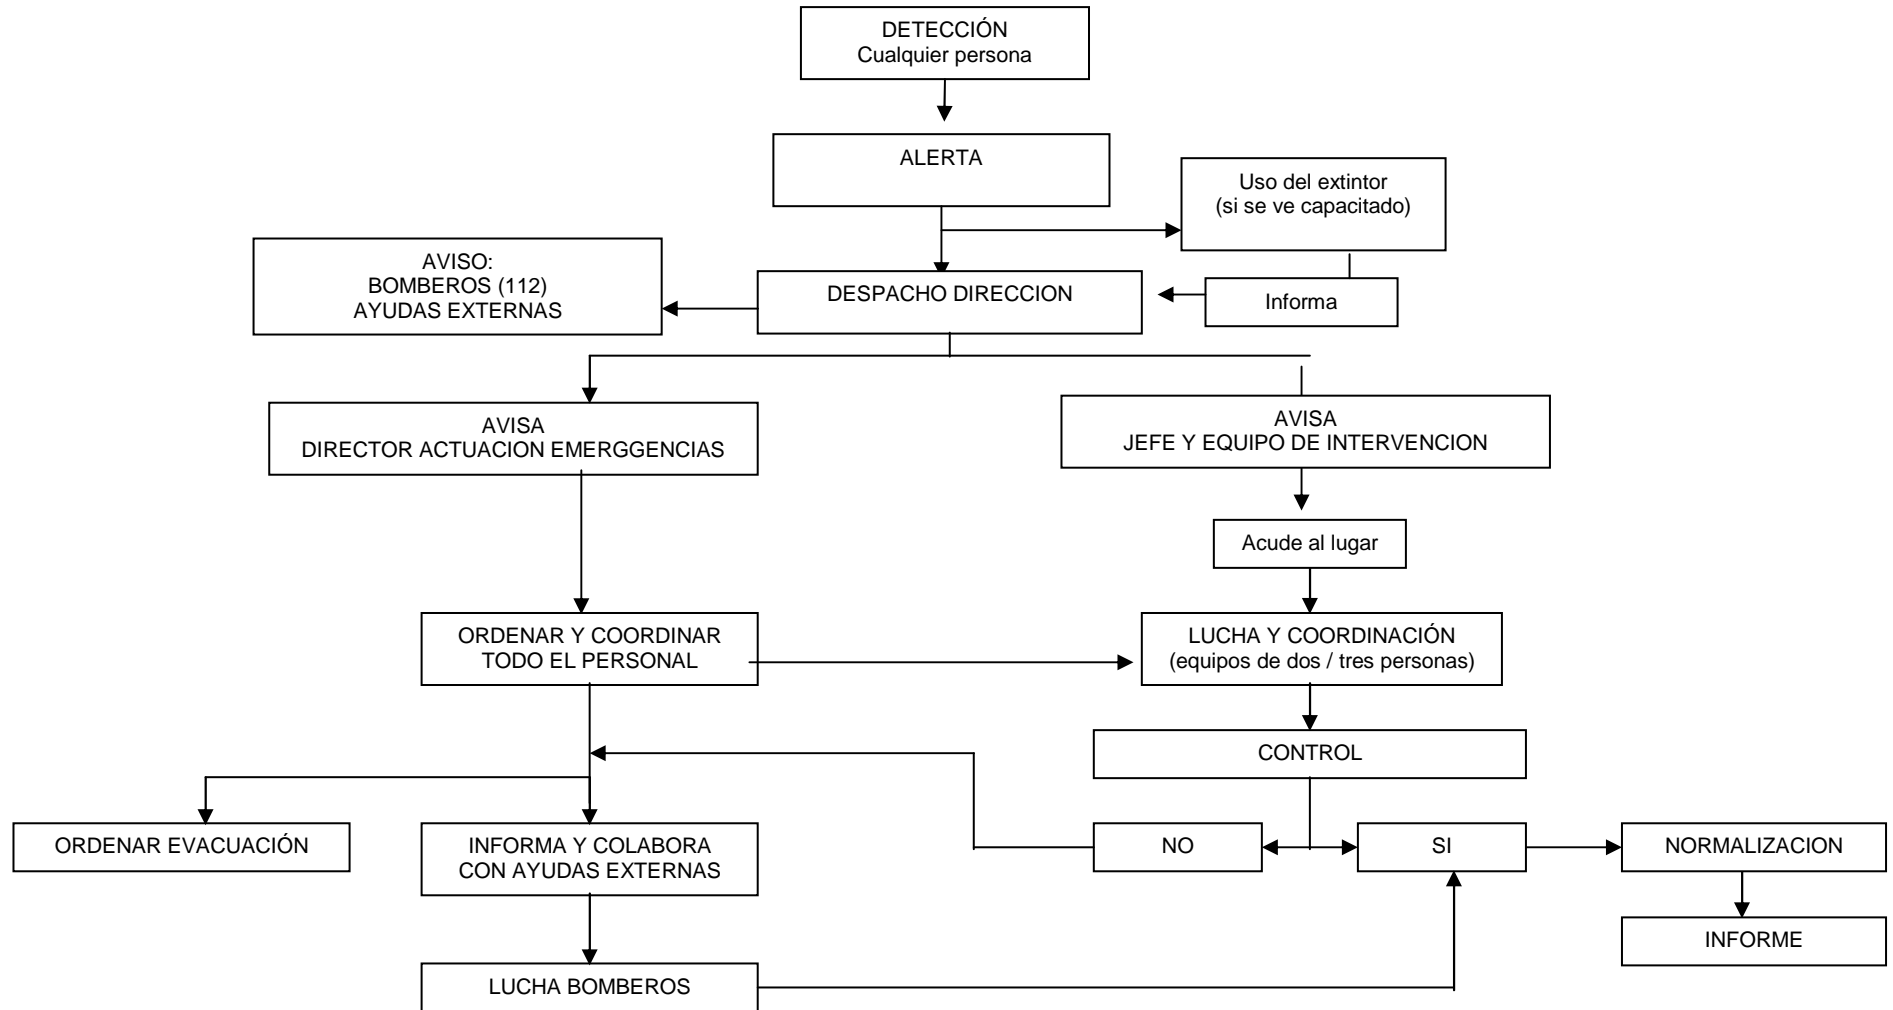 DETECCIÓN
Cualquier persona
ALERTA
Uso del extintor
(si se ve capacitado)
AVISO:
BOMBEROS (112)
AYUDAS EXTERNAS
DESPACHO DIRECCION
Informa
AVISA
DIRECTOR ACTUACION EMERGGENCIAS
AVISA
JEFE Y EQUIPO DE INTERVENCION
Acude al lugar
ORDENAR Y COORDINAR
TODO EL PERSONAL
LUCHA Y COORDINACIÓN
(equipos de dos / tres personas)
CONTROL
ORDENAR EVACUACIÓN
INFORMA Y COLABORA
CON AYUDAS EXTERNAS
NO
SI
NORMALIZACION
INFORME
LUCHA BOMBEROS